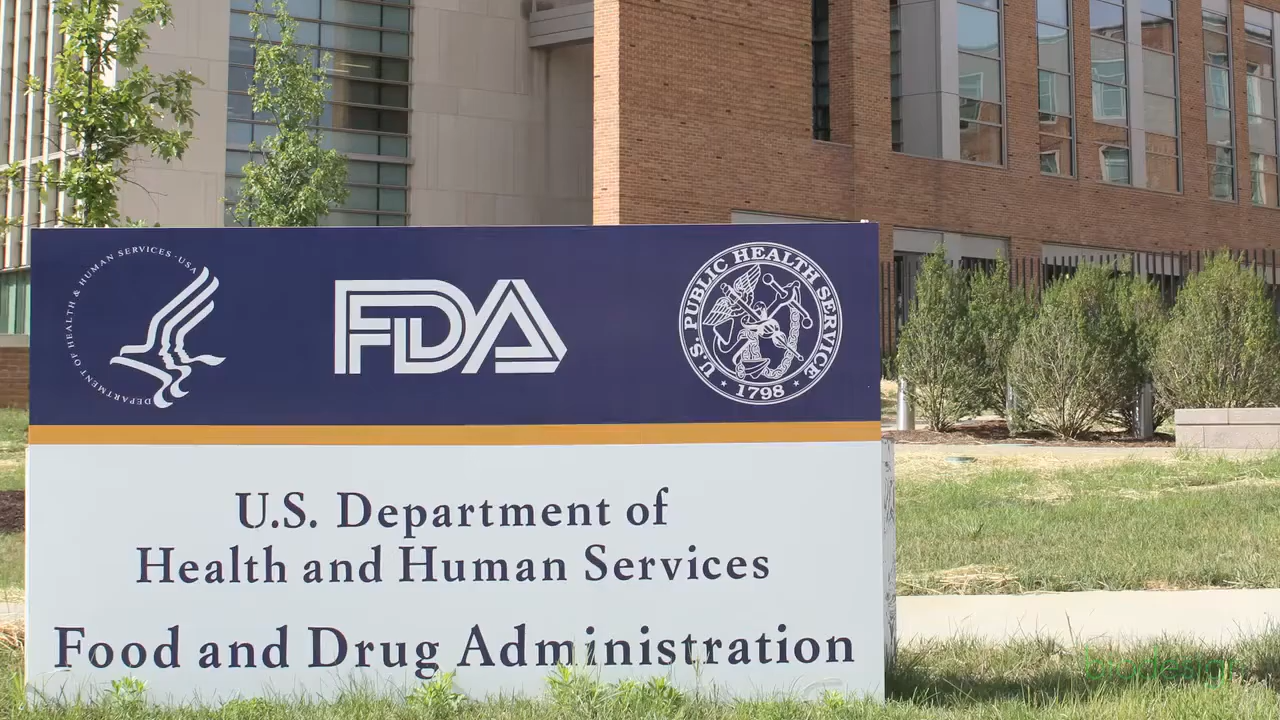 DEPARTMENT OF HEALTH & HUMAN SERVICES · USA
FDA
U.S. PUBLIC HEALTH SERVICE
1798
U.S. Department of
Health and Human Services
Food and Drug Administration
biodesign